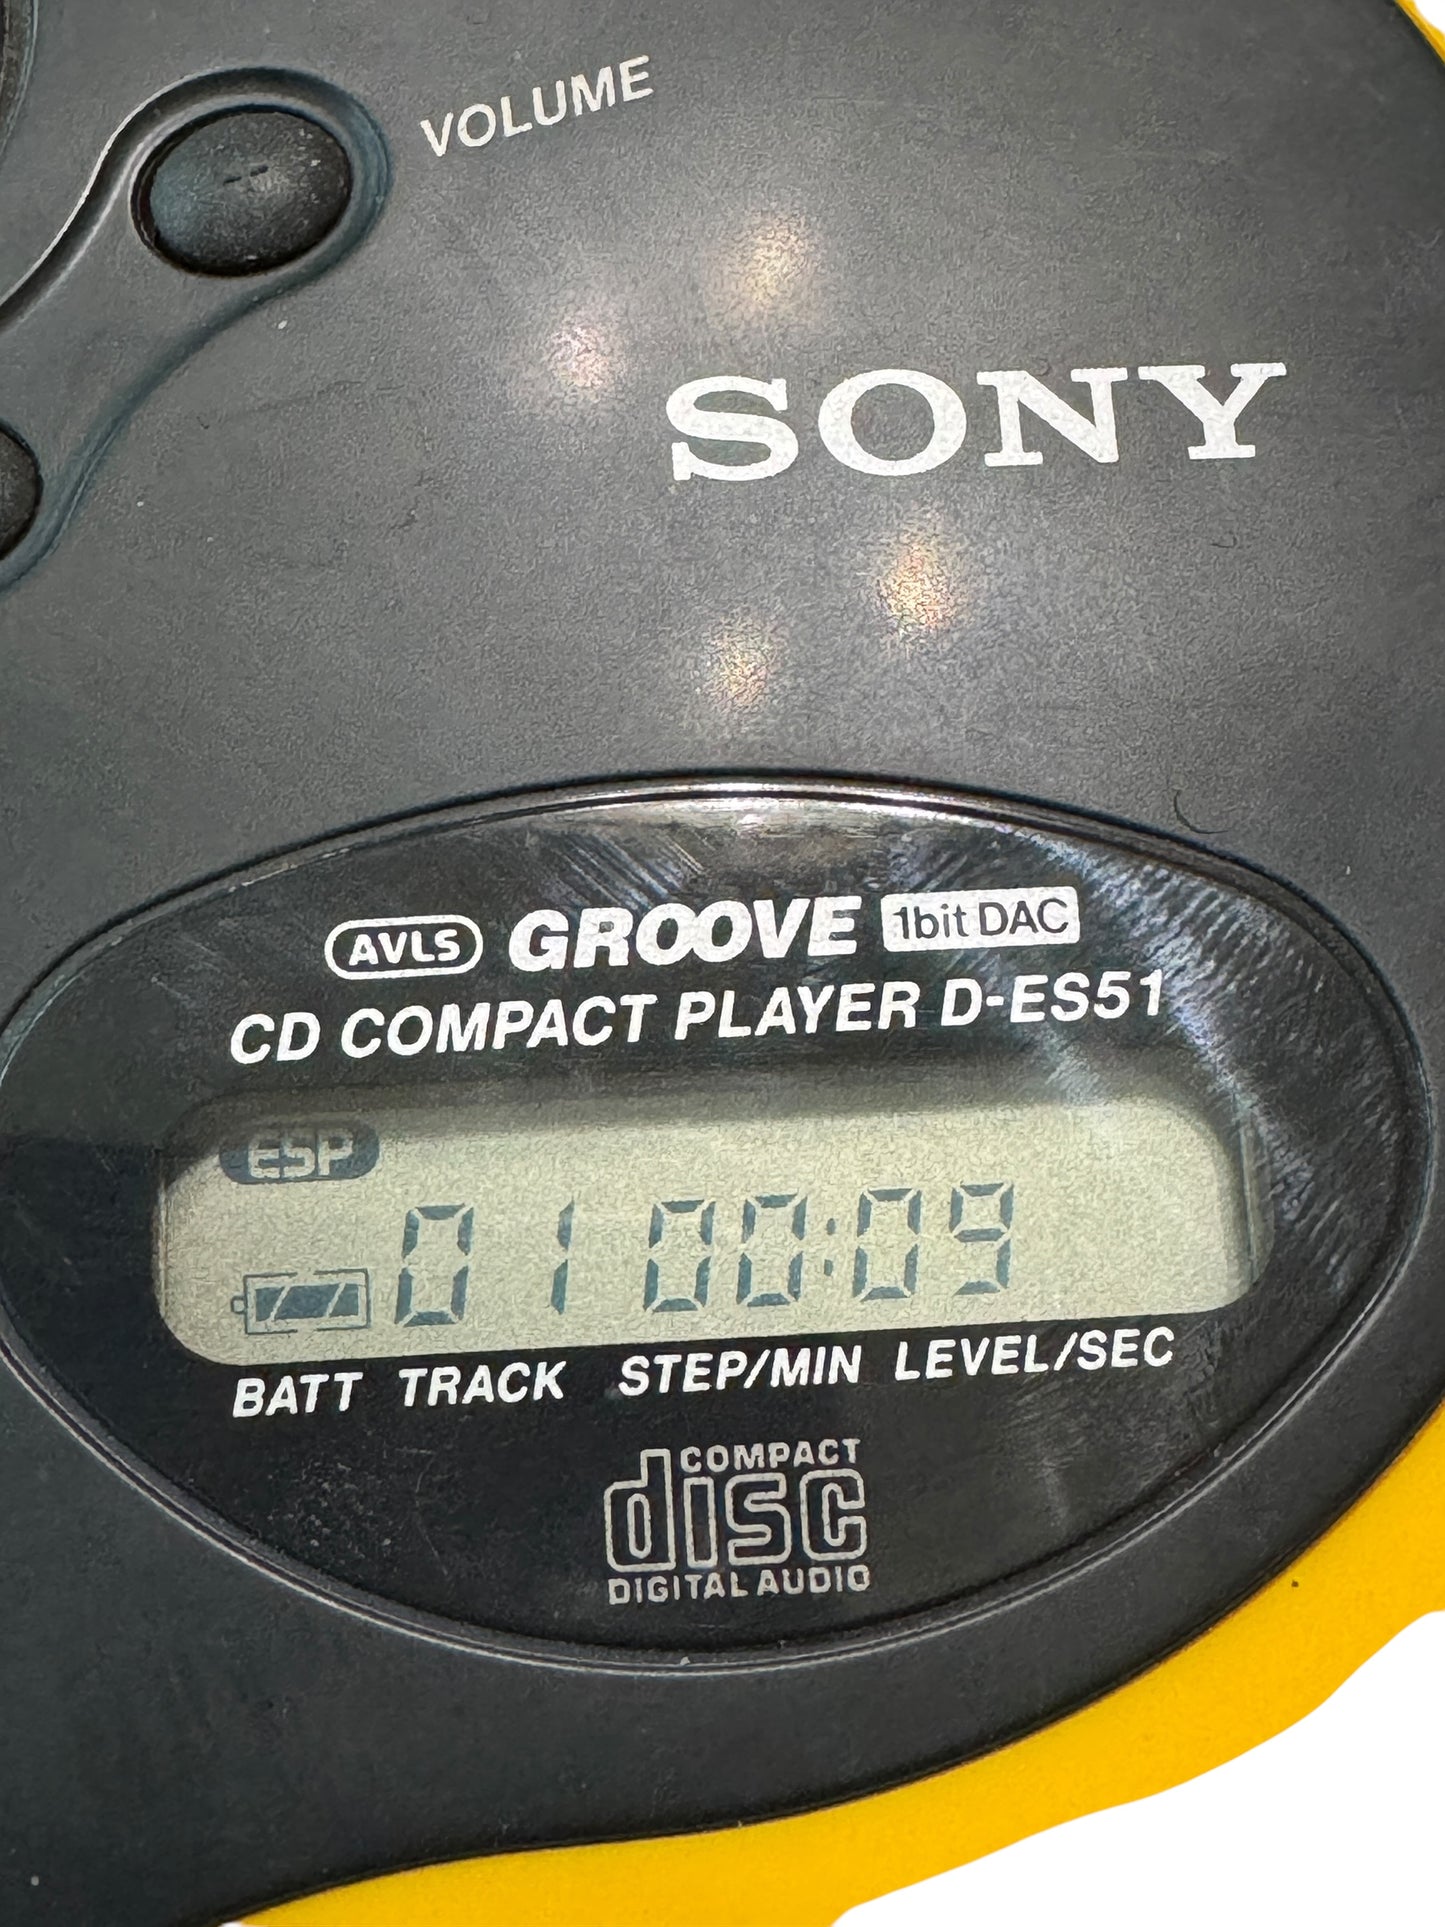 VOLUME
SONY
AVLS GROOVE 1bit DAC
CD COMPACT PLAYER D-ES51
ESP
01 00:09
BATT TRACK STEP/MIN LEVEL/SEC
COMPACT
disc
DIGITAL AUDIO